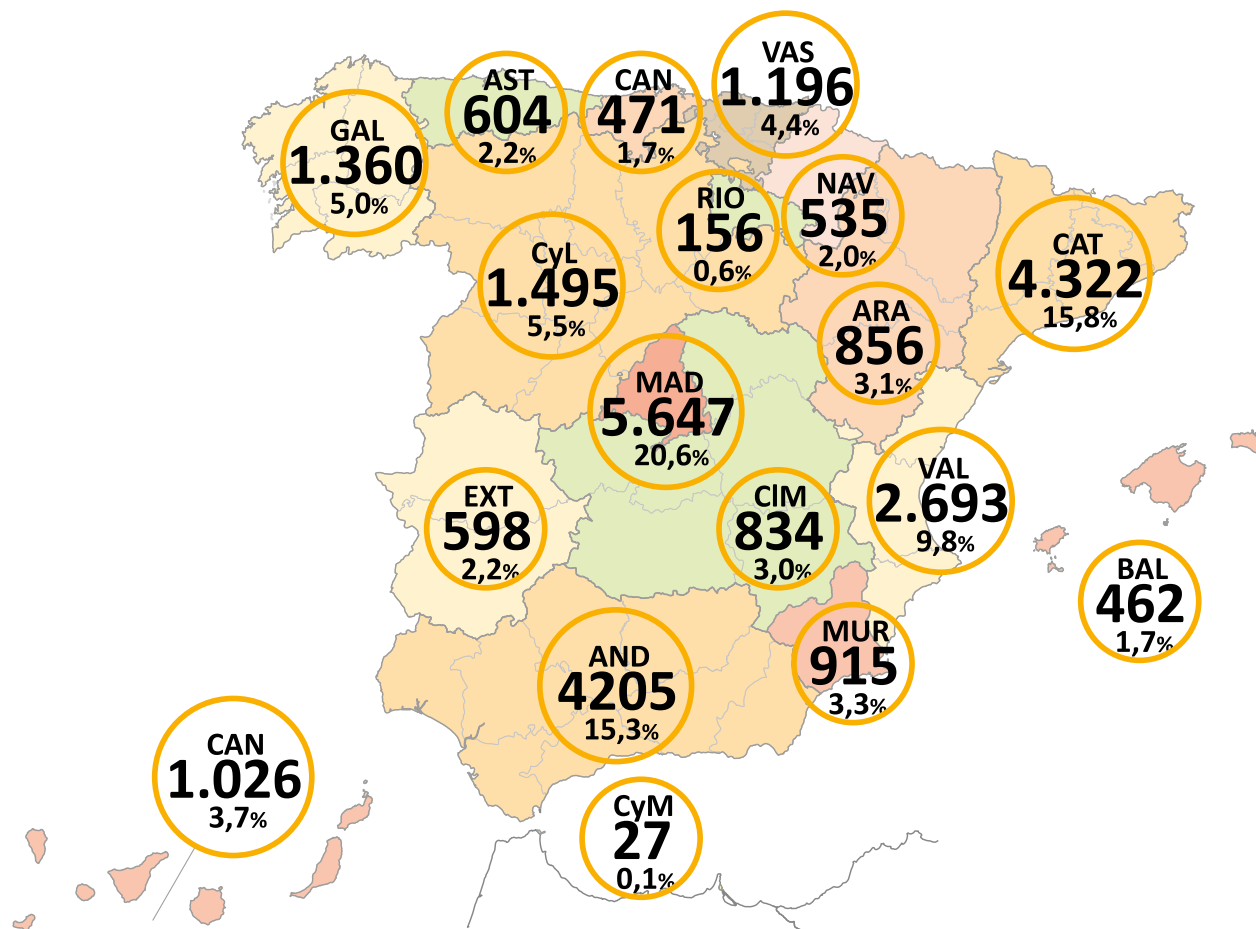 VAS
1.196
4,4%
AST
604
2,2%
CAN
471
1,7%
GAL
1.360
5,0%
RIO
156
0,6%
NAV
535
2,0%
CAT
4.322
15,8%
CyL
1.495
5,5%
ARA
856
3,1%
MAD
5.647
20,6%
VAL
2.693
9,8%
EXT
598
2,2%
ClM
834
3,0%
BAL
462
1,7%
MUR
915
3,3%
AND
4205
15,3%
CAN
1.026
3,7%
CyM
27
0,1%